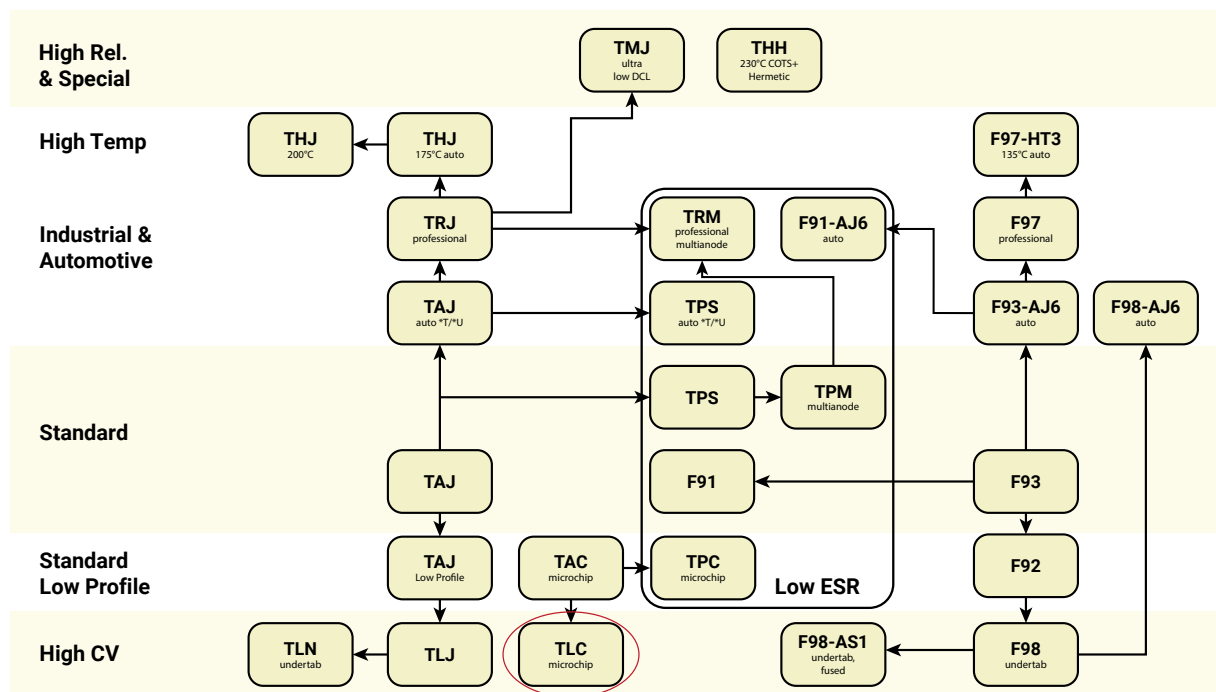 High Rel.
& Special
TMJ
ultra
low DCL
THH
230°C COTS+
Hermetic
High Temp
THJ
200°C
THJ
175°C auto
F97-HT3
135°C auto
Industrial &
Automotive
TRJ
professional
TRM
professional
multianode
F91-AJ6
auto
F97
professional
TAJ
auto *T/*U
TPS
auto *T/*U
F93-AJ6
auto
F98-AJ6
auto
Standard
TPS
TPM
multianode
TAJ
F91
F93
Standard
Low Profile
TAJ
Low Profile
TAC
microchip
TPC
microchip
Low ESR
F92
High CV
TLN
undertab
TLJ
TLC
microchip
F98-AS1
undertab,
fused
F98
undertab